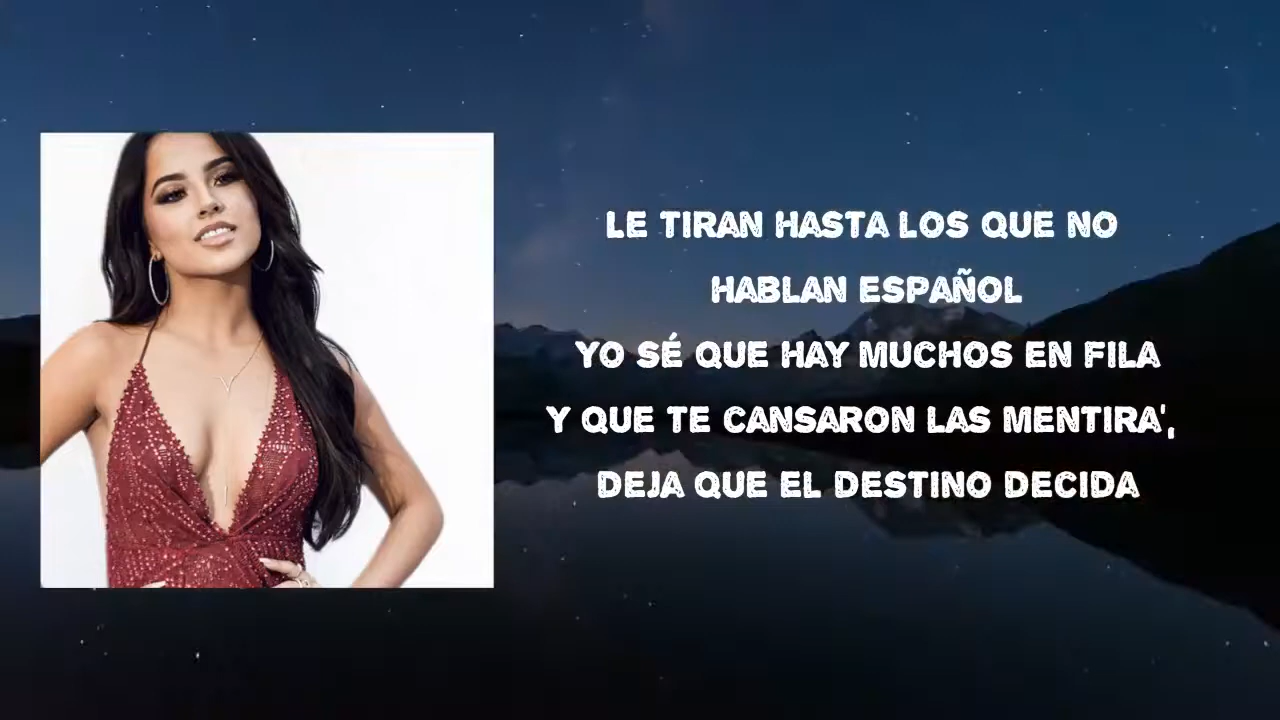 LE TIRAN HASTA LOS QUE NO
HABLAN ESPAÑOL
YO SÉ QUE HAY MUCHOS EN FILA
Y QUE TE CANSARON LAS MENTIRA',
DEJA QUE EL DESTINO DECIDA